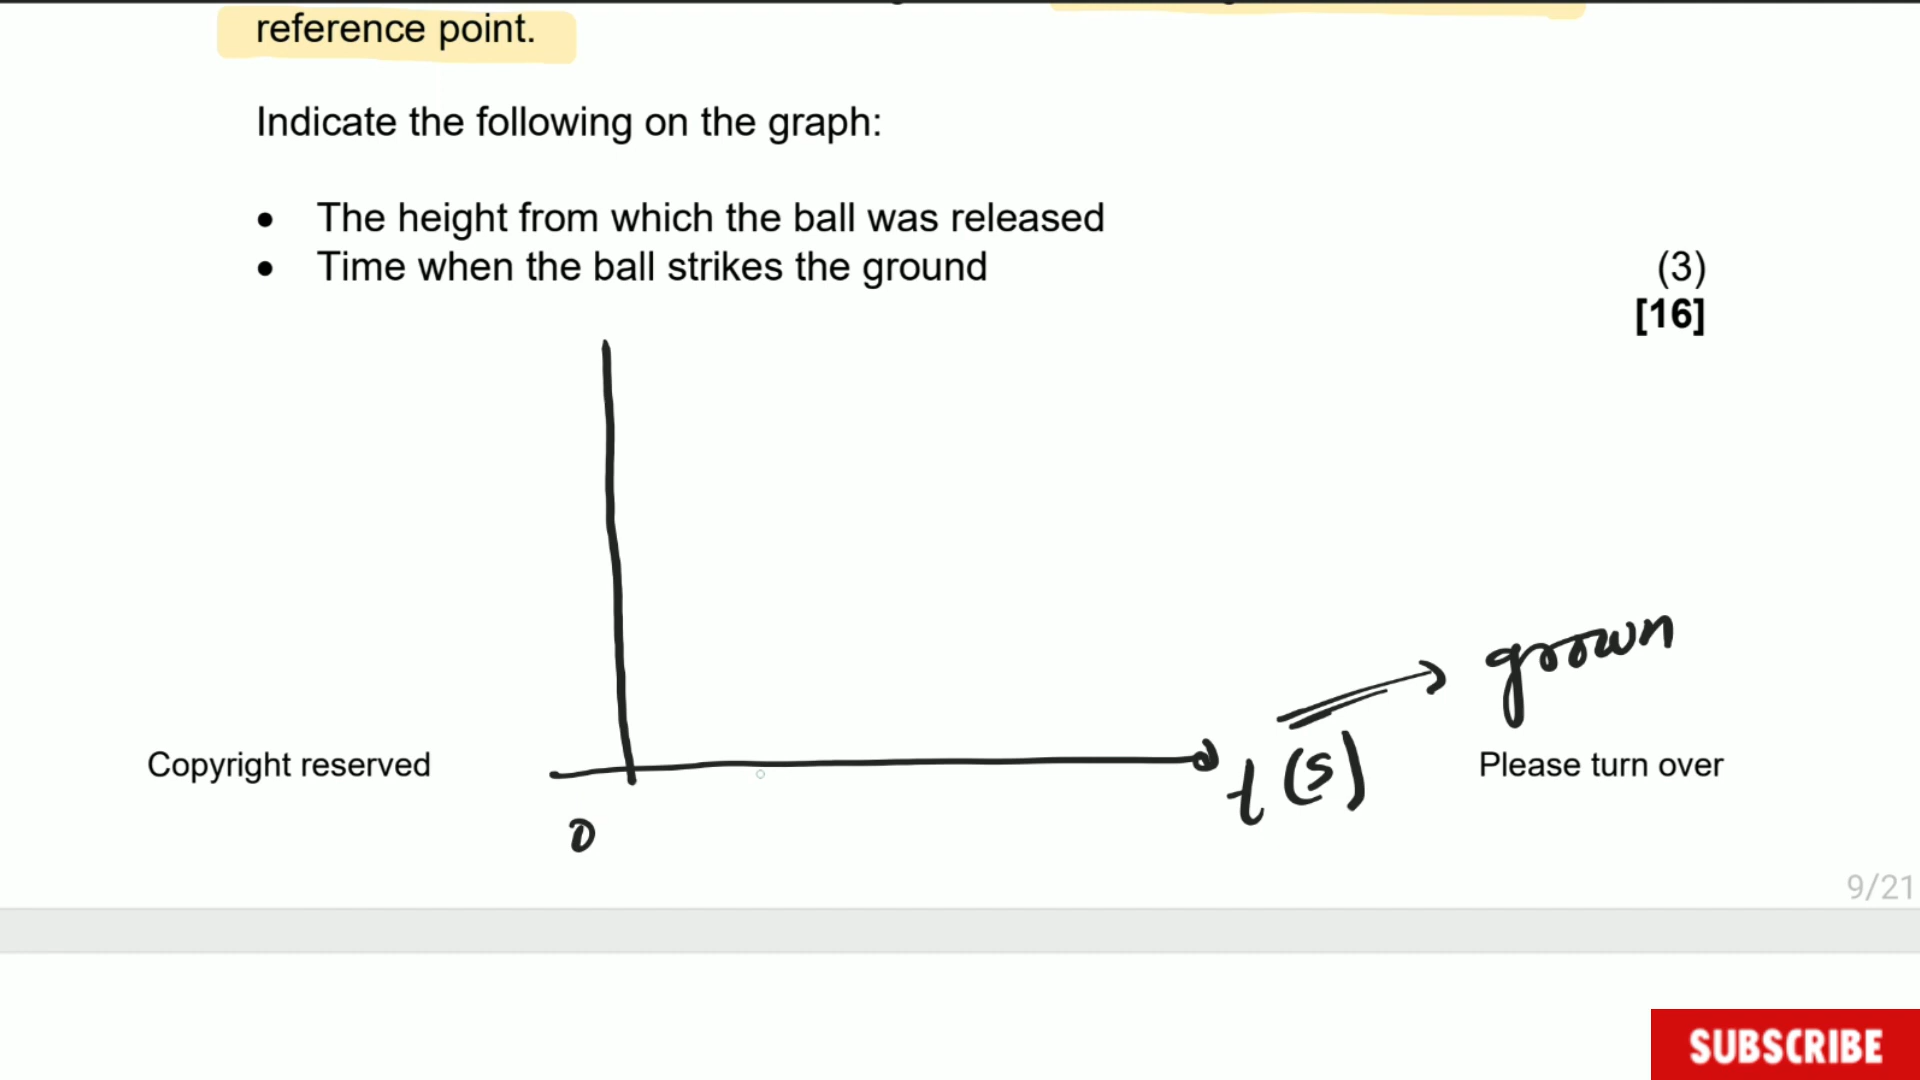 reference point.
Indicate the following on the graph:
• The height from which the ball was released
• Time when the ball strikes the ground (3)
[16]
grown
t(s)
Copyright reserved Please turn over
0
9/21
SUBSCRIBE